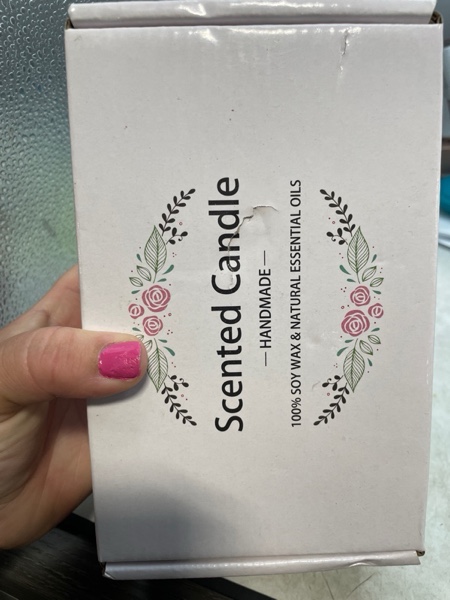 Scented Candle
— HANDMADE —
100% SOY WAX & NATURAL ESSENTIAL OILS